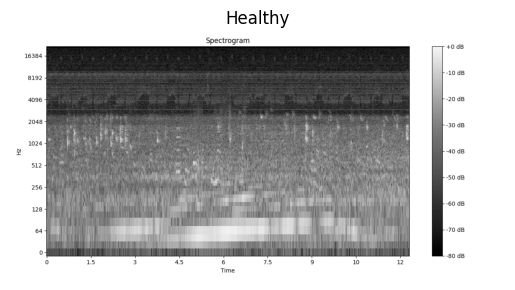 Healthy
Spectrogram
16384
8192
4096
2048
1024
512
256
128
64
0
Hz
0 1.5 3 4.5 6 7.5 9 10 12
Time
+0 dB
-10 dB
-20 dB
-30 dB
-40 dB
-50 dB
-60 dB
-70 dB
-80 dB